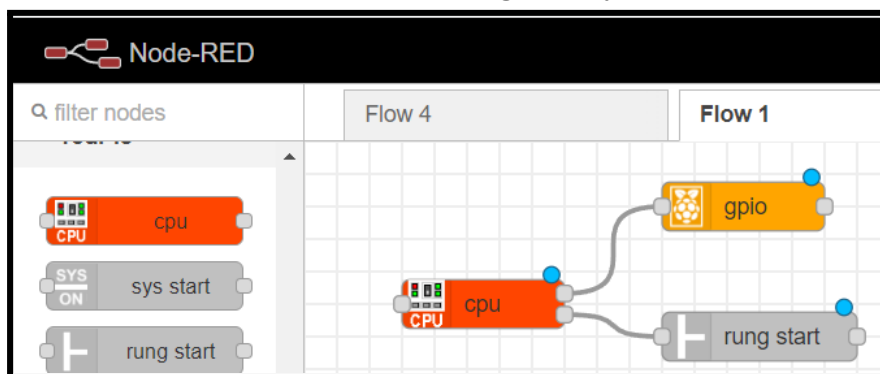 Node-RED
filter nodes
Flow 4
Flow 1
CPU
cpu
SYS
ON
sys start
rung start
gpio
CPU
cpu
rung start